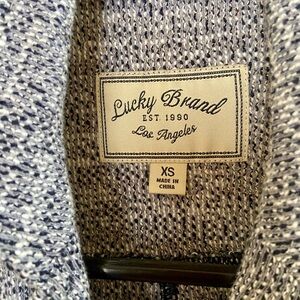 Lucky Brand
EST. 1990
Los Angeles
XS
MADE IN
CHINA